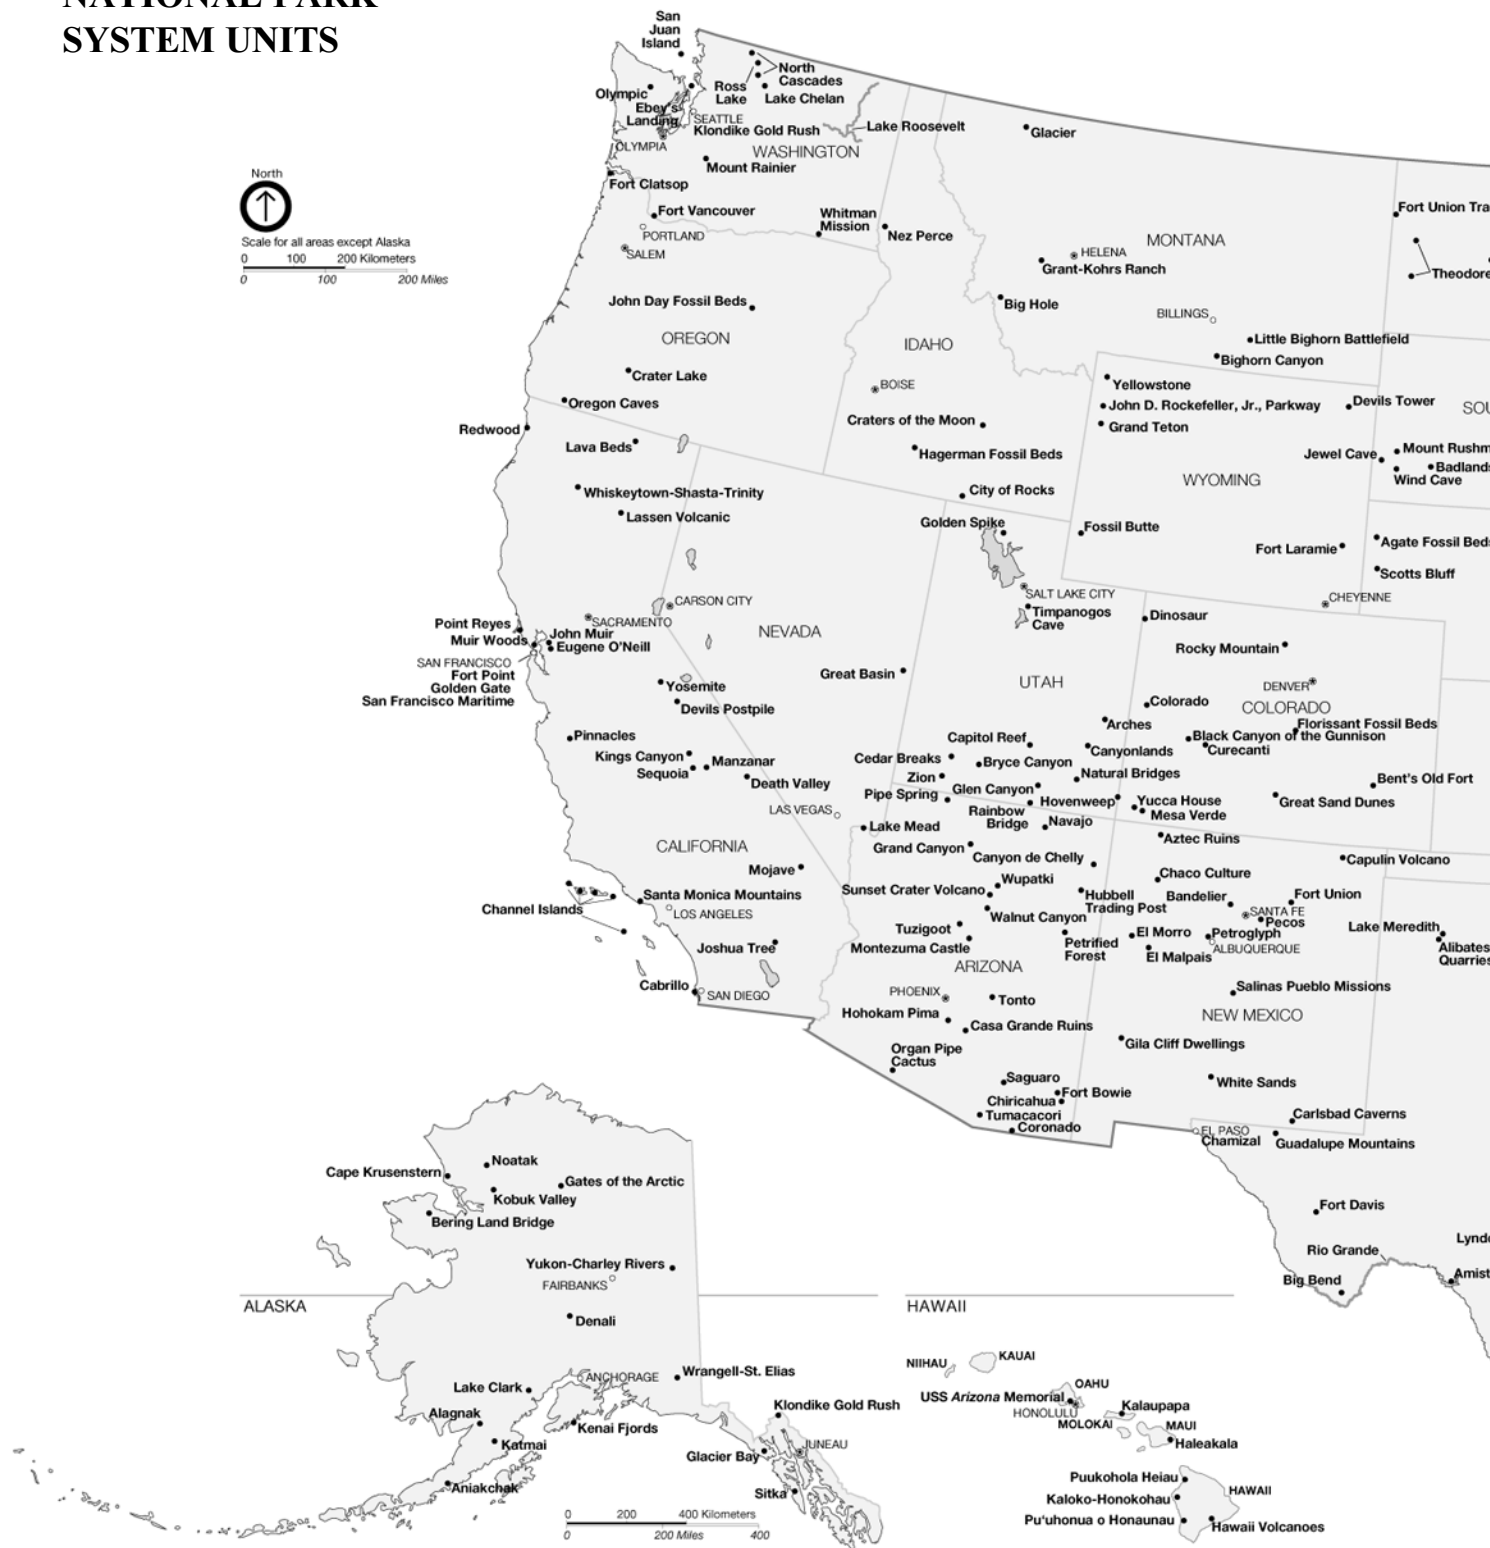 NATIONAL PARK
SYSTEM UNITS
San
Juan
Island
North
Cascades
Ross
Lake
Lake Chelan
Olympic
Ebey's
Landing
SEATTLE
Klondike Gold Rush
Lake Roosevelt
Glacier
OLYMPIA
WASHINGTON
Mount Rainier
North
Fort Clatsop
Fort Vancouver
Whitman
Mission
Nez Perce
Fort Union Tra
PORTLAND
SALEM
MONTANA
HELENA
Grant-Kohrs Ranch
Theodore
Scale for all areas except Alaska
0 100 200 Kilometers
0 100 200 Miles
John Day Fossil Beds
Big Hole
BILLINGS
OREGON
IDAHO
Little Bighorn Battlefield
Bighorn Canyon
Crater Lake
BOISE
Yellowstone
Oregon Caves
John D. Rockefeller, Jr., Parkway
Devils Tower
SOU
Redwood
Craters of the Moon
Grand Teton
Lava Beds
Hagerman Fossil Beds
Jewel Cave
Mount Rushm
Badlands
Wind Cave
WYOMING
Whiskeytown-Shasta-Trinity
City of Rocks
Lassen Volcanic
Golden Spike
Fossil Butte
Fort Laramie
Agate Fossil Beds
Scotts Bluff
SALT LAKE CITY
CHEYENNE
CARSON CITY
Timpanogos
Cave
Dinosaur
Point Reyes
SACRAMENTO
John Muir
Muir Woods
Eugene O'Neill
NEVADA
Rocky Mountain
SAN FRANCISCO
Fort Point
Golden Gate
San Francisco Maritime
Yosemite
Devils Postpile
Great Basin
UTAH
DENVER
Colorado
COLORADO
Arches
Florissant Fossil Beds
Pinnacles
Capitol Reef
Canyonlands
Black Canyon of the Gunnison
Curecanti
Kings Canyon
Sequoia
Manzanar
Cedar Breaks
Bryce Canyon
Natural Bridges
Death Valley
Zion
Glen Canyon
Bent's Old Fort
Pipe Spring
Hovenweep
Yucca House
Mesa Verde
Great Sand Dunes
LAS VEGAS
Rainbow
Bridge
Navajo
Lake Mead
Aztec Ruins
CALIFORNIA
Grand Canyon
Canyon de Chelly
Capulin Volcano
Mojave
Wupatki
Chaco Culture
Sunset Crater Volcano
Hubbell
Trading Post
Bandelier
Fort Union
Santa Monica Mountains
LOS ANGELES
Channel Islands
Walnut Canyon
SANTA FE
Pecos
Tuzigoot
El Morro
Petroglyph
Lake Meredith
Joshua Tree
Montezuma Castle
Petrified
Forest
El Malpais
ALBUQUERQUE
Alibates
Quarries
ARIZONA
Cabrillo
SAN DIEGO
PHOENIX
Tonto
Salinas Pueblo Missions
Hohokam Pima
Casa Grande Ruins
NEW MEXICO
Organ Pipe
Cactus
Gila Cliff Dwellings
Saguaro
Fort Bowie
White Sands
Chiricahua
Tumacacori
Coronado
Carlsbad Caverns
EL PASO
Chamizal
Guadalupe Mountains
Noatak
Cape Krusenstern
Gates of the Arctic
Kobuk Valley
Bering Land Bridge
Fort Davis
Rio Grande
Lyndo
Yukon-Charley Rivers
FAIRBANKS
Big Bend
Amist
ALASKA
HAWAII
Denali
NIIHAU
KAUAI
ANCHORAGE
Wrangell-St. Elias
Lake Clark
USS Arizona Memorial
OAHU
HONOLULU
Kalaupapa
MOLOKAI
MAUI
Haleakala
Alagnak
Klondike Gold Rush
Kenai Fjords
Katmai
JUNEAU
Glacier Bay
Aniakchak
Sitka
Puukohola Heiau
HAWAII
Kaloko-Honokohau
Pu'uhonua o Honaunau
Hawaii Volcanoes
0 200 400 Kilometers
0 200 Miles 400